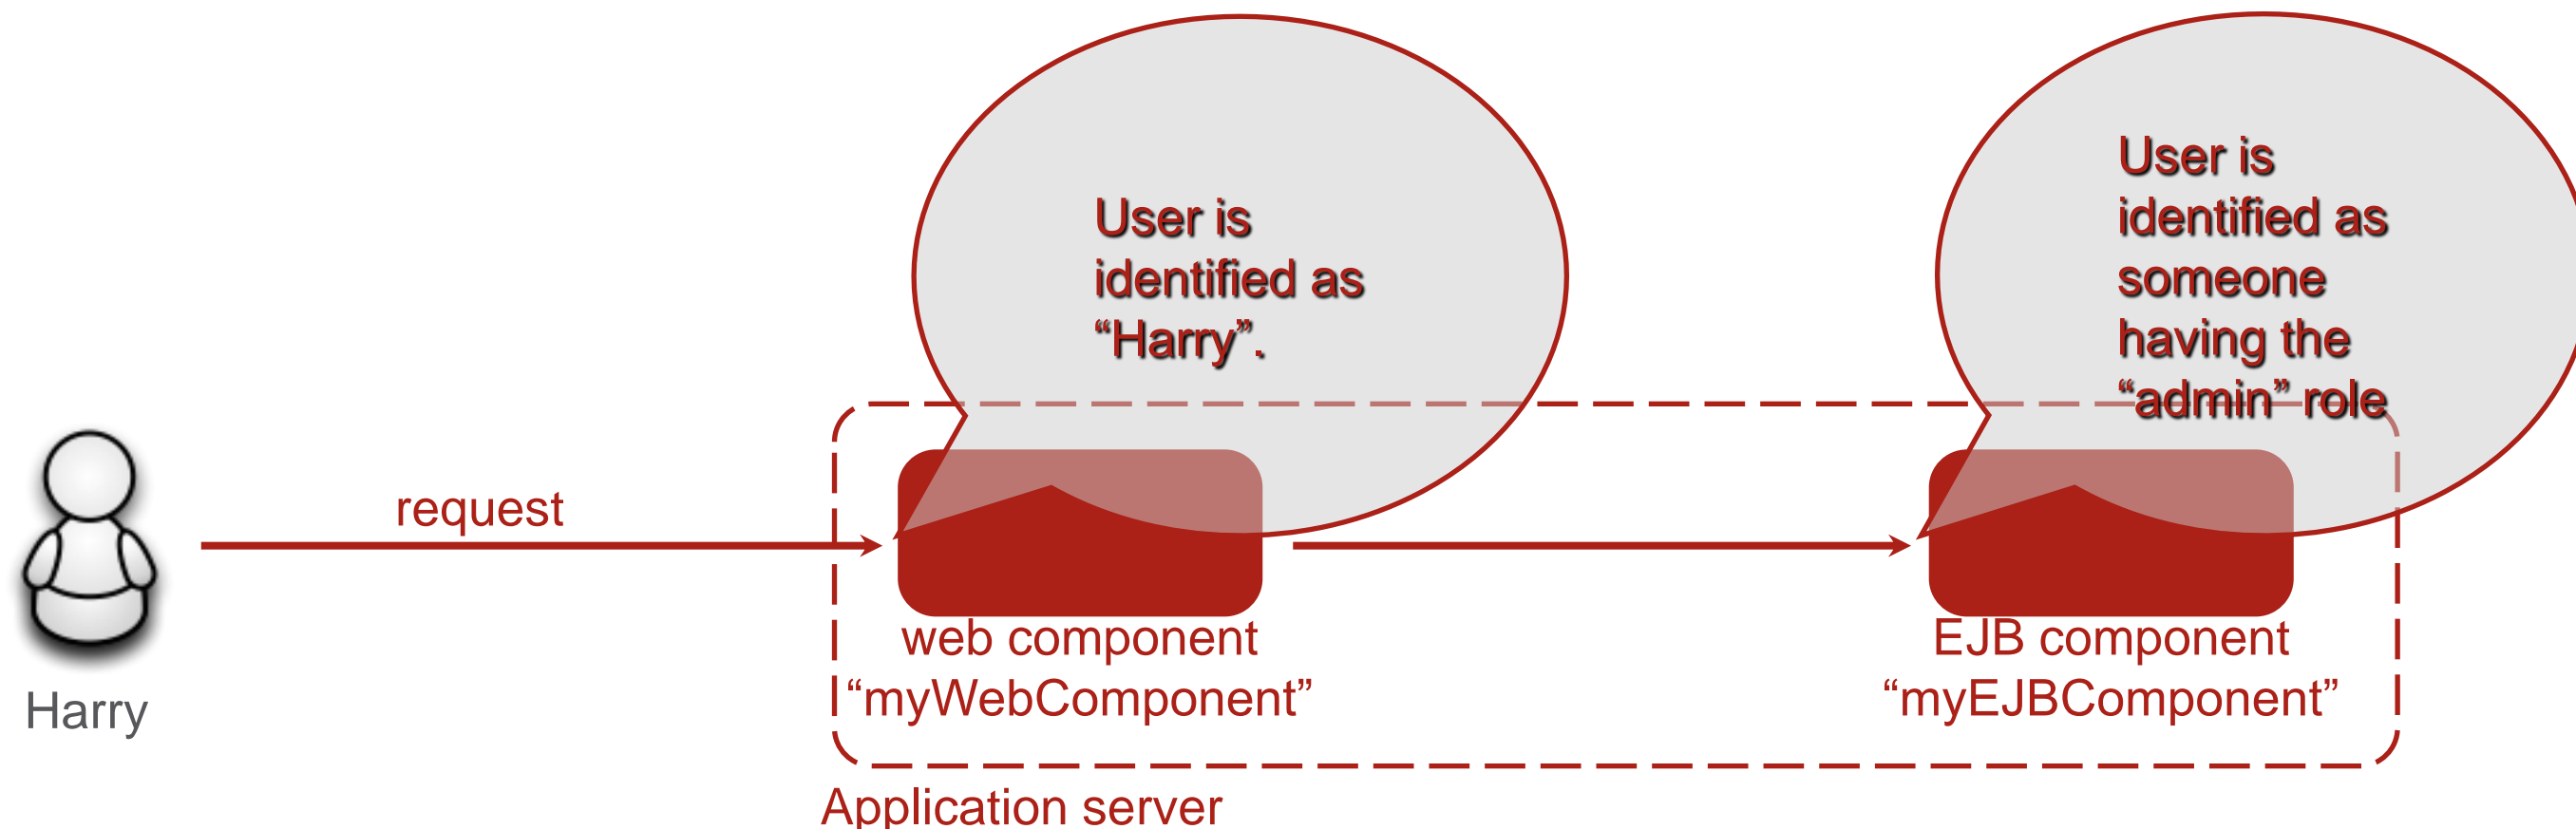 User is
identified as
“Harry”.
User is
identified as
someone
having the
“admin” role
request
web component
“myWebComponent”
EJB component
“myEJBComponent”
Harry
Application server